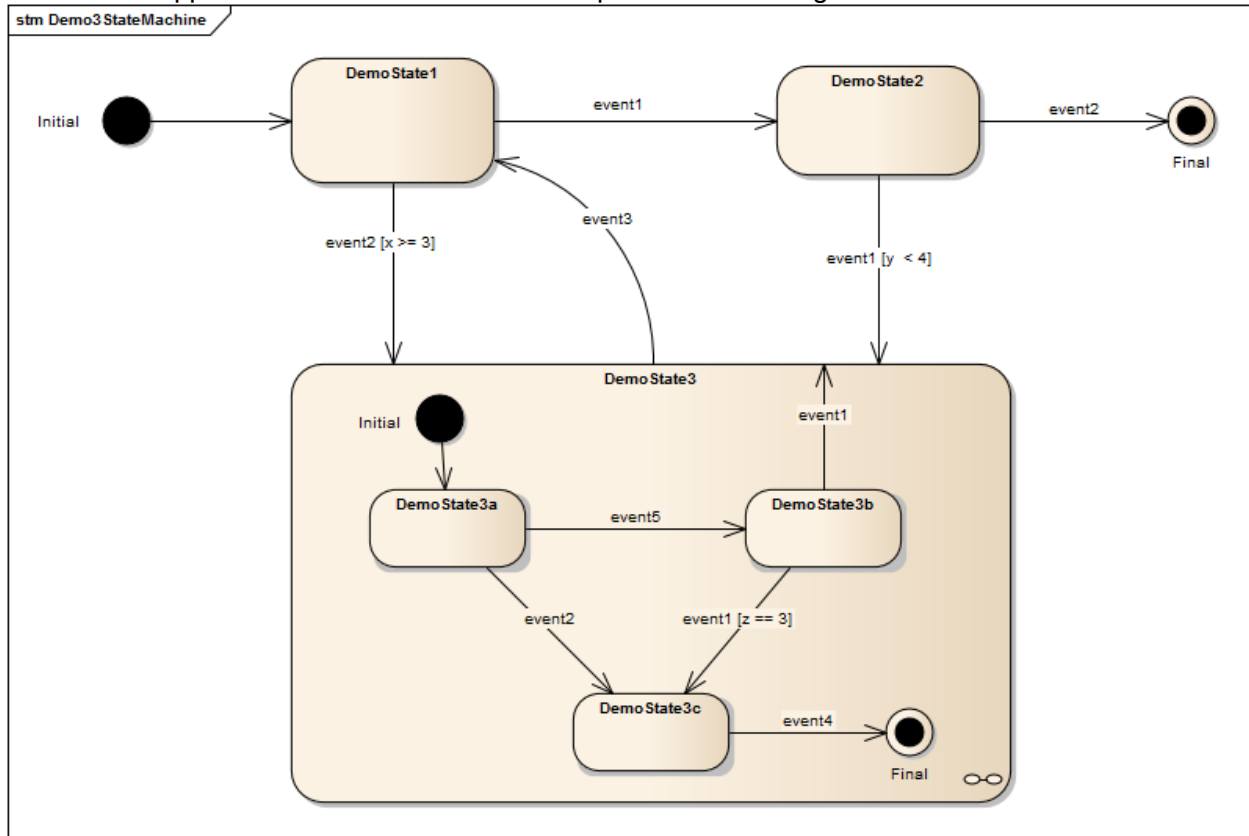 stm Demo3StateMachine
DemoState1
DemoState2
event1
event2
Initial
Final
event3
event2 [x >= 3]
event1 [y  < 4]
DemoState3
Initial
event1
DemoState3a
DemoState3b
event5
event2
event1 [z == 3]
DemoState3c
event4
Final